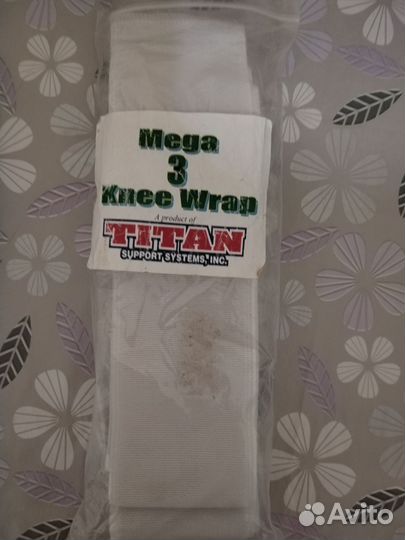 Mega
3
Knee Wrap
A product of
TITAN
SUPPORT SYSTEMS, INC.
Avito